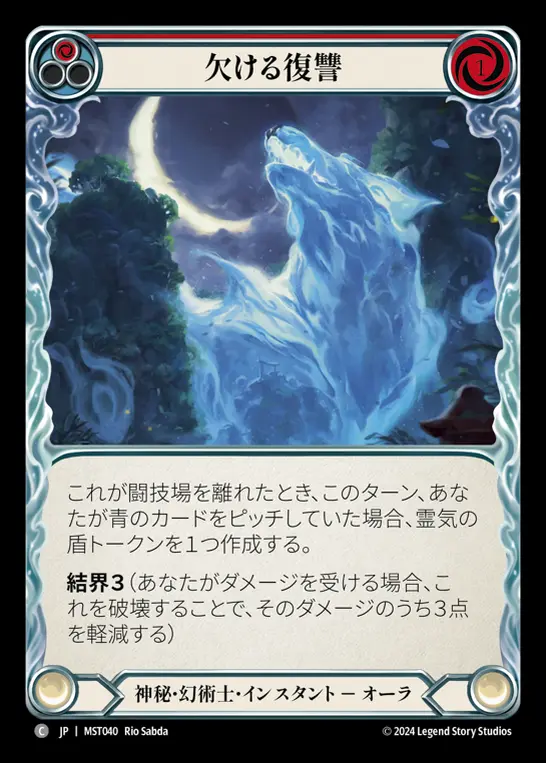 欠ける復讐
1
これが闘技場を離れたとき、このターン、あな
たが青のカードをピッチしていた場合、霊気の
盾トークンを1つ作成する。
結界3（あなたがダメージを受ける場合、こ
れを破壊することで、そのダメージのうち3点
を軽減する）
神秘・幻術士・インスタント － オーラ
C JP | MST040 Rio Sabda
©2024 Legend Story Studios